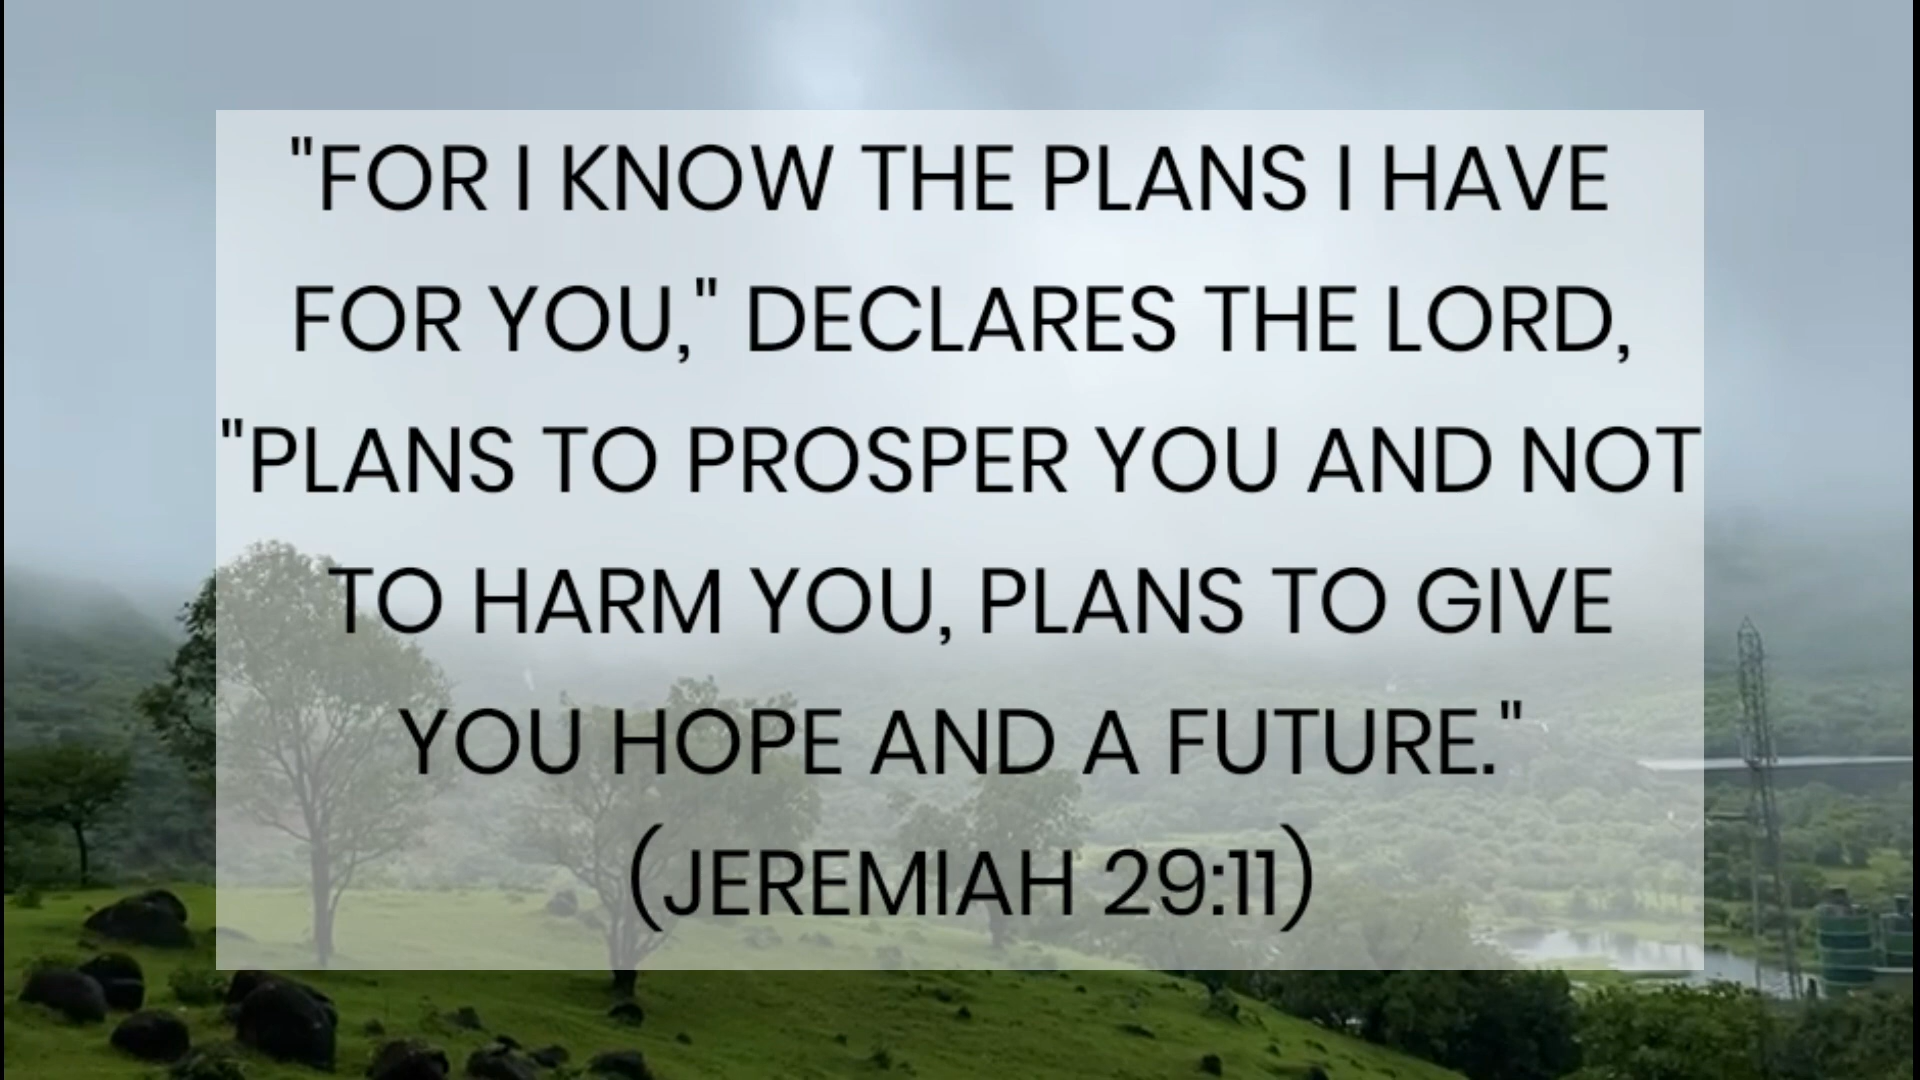 "FOR I KNOW THE PLANS I HAVE
FOR YOU," DECLARES THE LORD,
"PLANS TO PROSPER YOU AND NOT
TO HARM YOU, PLANS TO GIVE
YOU HOPE AND A FUTURE."
(JEREMIAH 29:11)